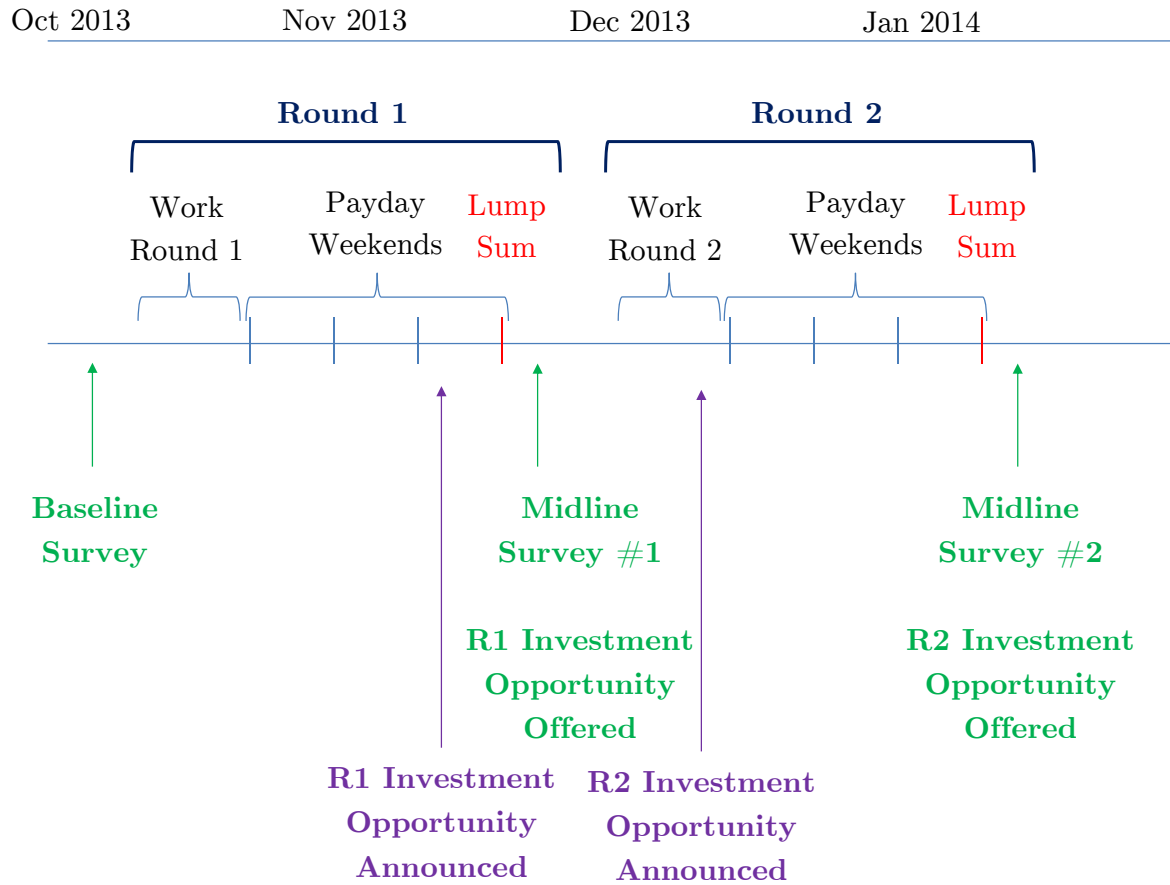 Oct 2013 Nov 2013 Dec 2013 Jan 2014
Round 1 Round 2
Work
Round 1
Payday
Weekends
Lump
Sum
Work
Round 2
Payday
Weekends
Lump
Sum
Baseline
Survey
Midline
Survey #1
Midline
Survey #2
R1 Investment
Opportunity
Offered
R2 Investment
Opportunity
Offered
R1 Investment
Opportunity
Announced
R2 Investment
Opportunity
Announced